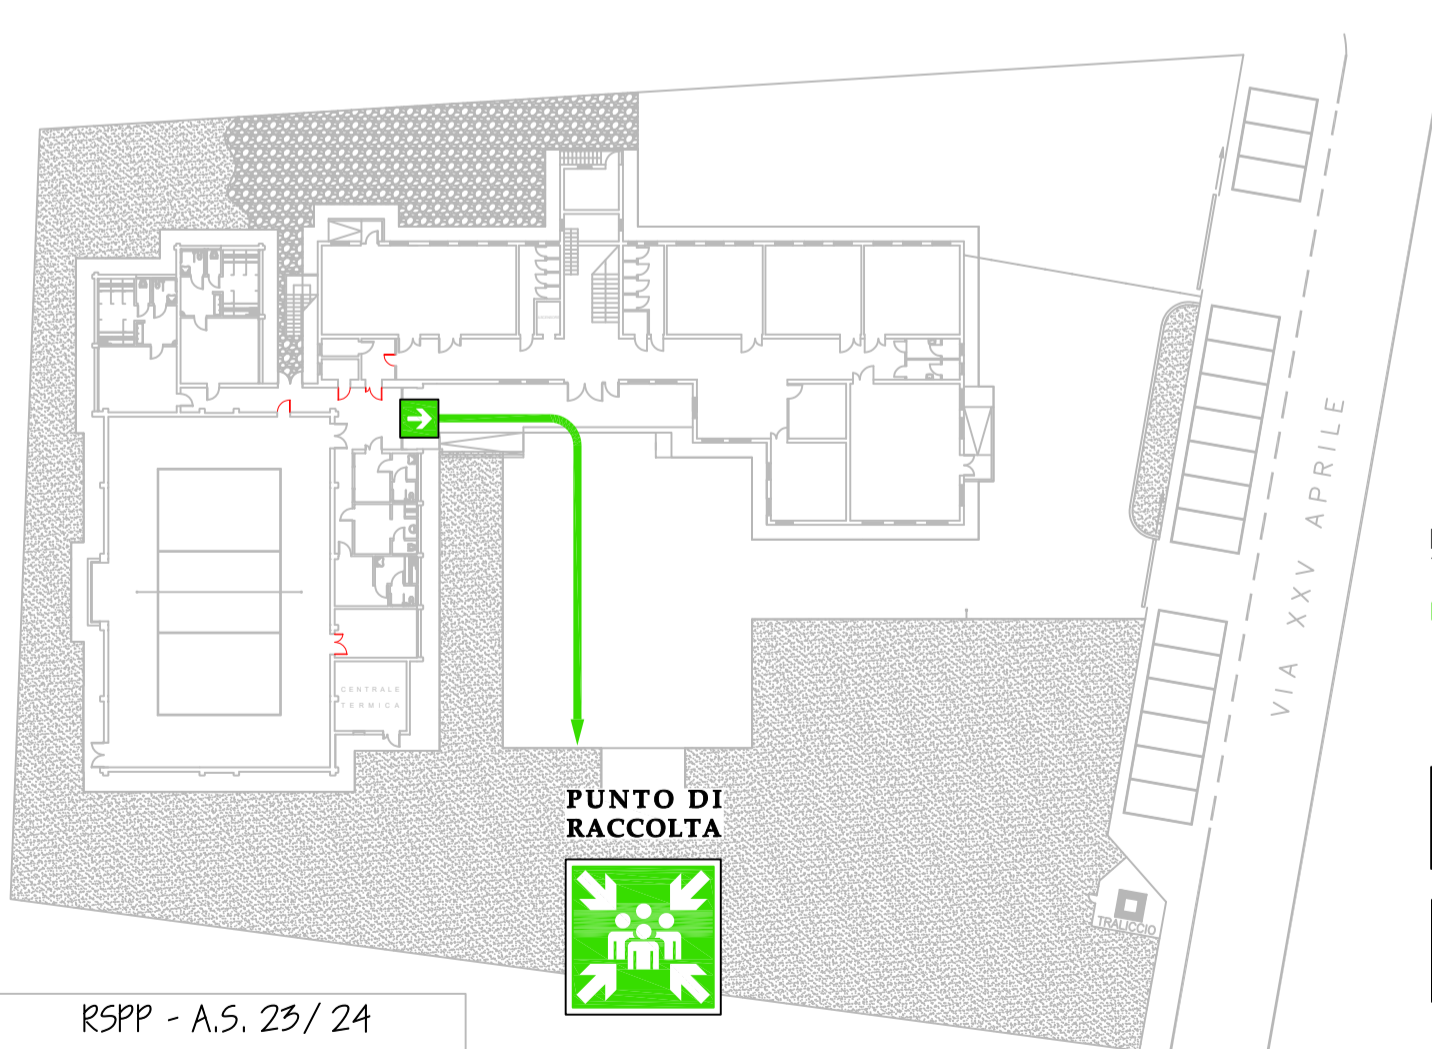 VIA XXV APRILE
CENTRALE
TERMICA
PUNTO DI
RACCOLTA
TRALICCIO
RSPP - A.S. 23/24